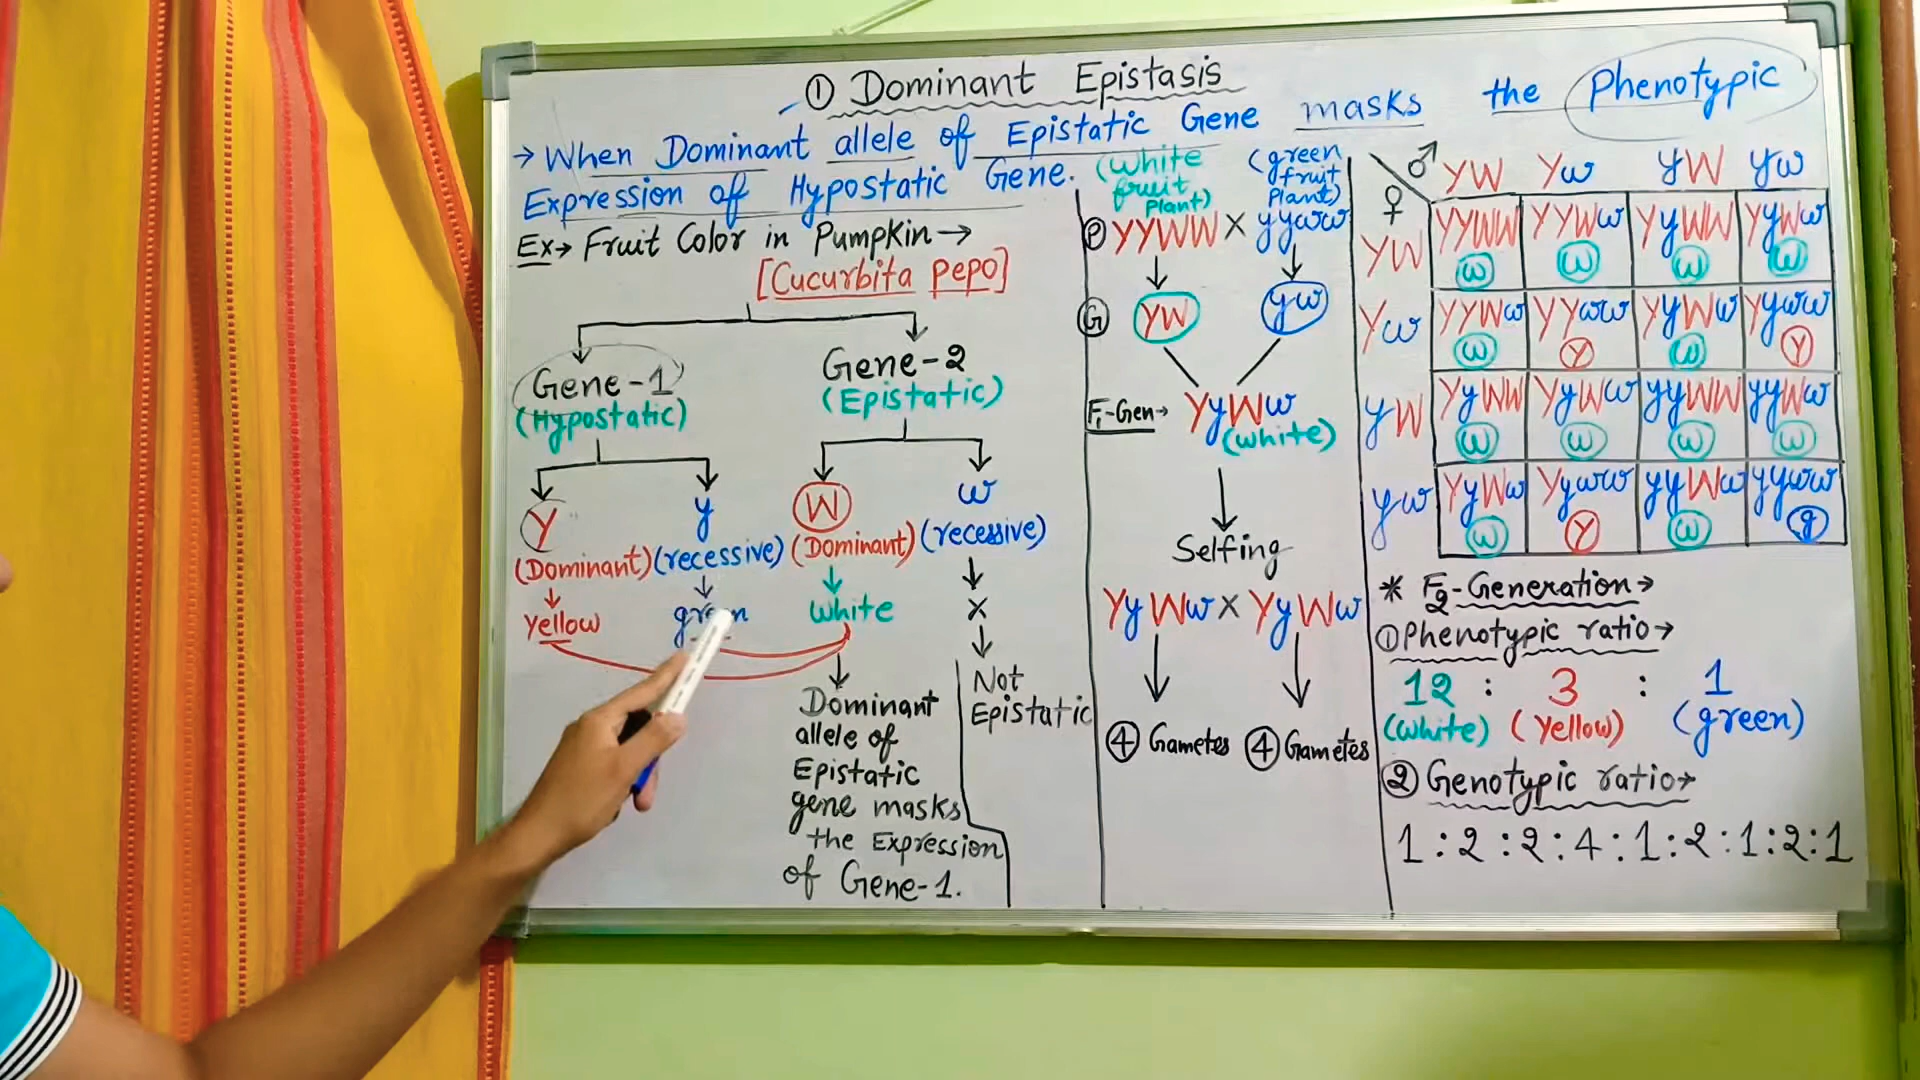 ① Dominant Epistasis
→ When Dominant allele of Epistatic Gene masks the Phenotypic
Expression of Hypostatic Gene.
Ex→ Fruit Color in Pumpkin→
[Cucurbita pepo]
Gene-1
(Hypostatic)
Gene-2
(Epistatic)
Y
(Dominant)
yellow
y
(recessive)
green
W
(Dominant)
white
w
(recessive)
X
Not
Epistatic
Dominant
allele of
Epistatic
gene masks
the Expression
of Gene-1.
(white
fruit
Plant)
(green
fruit
Plant)
P YYWW X yyww
G YW yw
F1-Gen→ YyWw
(white)
Selfing
YyWw X YyWw
④ Gametes ④ Gametes
♂ YW Yw yW yw
♀
YW YYWW YYWw YyWW YyWw
W W W W
Yw YYWw YYww YyWw Yyww
W Y W Y
yW YyWW YyWw yyWW yyWw
W W W W
yw YyWw Yyww yyWw yyww
W Y W g
* F2-Generation→
① Phenotypic ratio→
12 : 3 : 1
(white) (yellow) (green)
② Genotypic ratio→
1 : 2 : 2 : 4 : 1 : 2 : 1 : 2 : 1